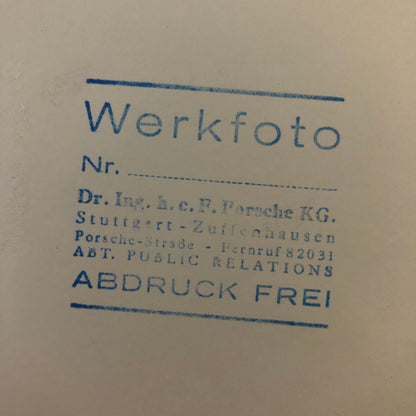 Werkfoto
Nr. ........................................
Dr. Ing. h. c. F. Porsche KG.
Stuttgart - Zuffenhausen
Porsche-Straße - Fernruf 82031
ABT. PUBLIC RELATIONS
ABDRUCK FREI